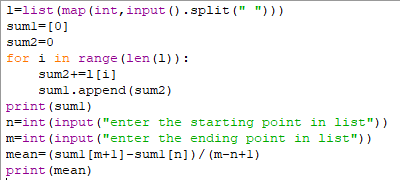 l=list(map(int,input().split(" ")))
sum1=[0]
sum2=0
for i in range(len(l)):
    sum2+=l[i]
    sum1.append(sum2)
print(sum1)
n=int(input("enter the starting point in list"))
m=int(input("enter the ending point in list"))
mean=(sum1[m+1]-sum1[n])/(m-n+1)
print(mean)